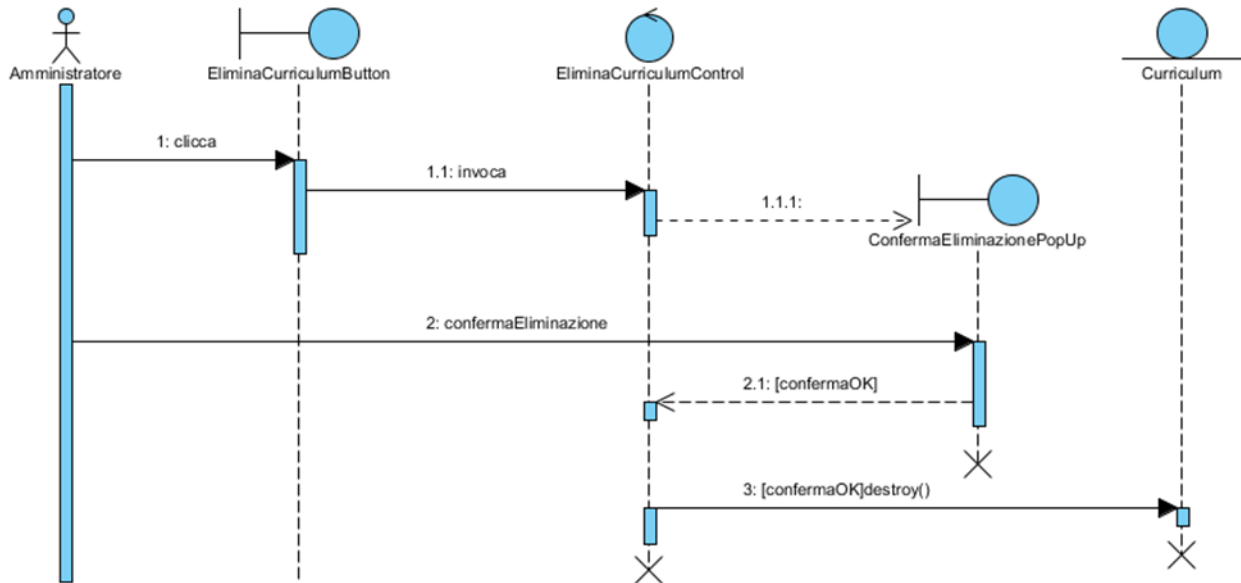 Amministratore
EliminaCurriculumButton
EliminaCurriculumControl
Curriculum
1: clicca
1.1: invoca
1.1.1:
ConfermaEliminazionePopUp
2: confermaEliminazione
2.1: [confermaOK]
3: [confermaOK]destroy()